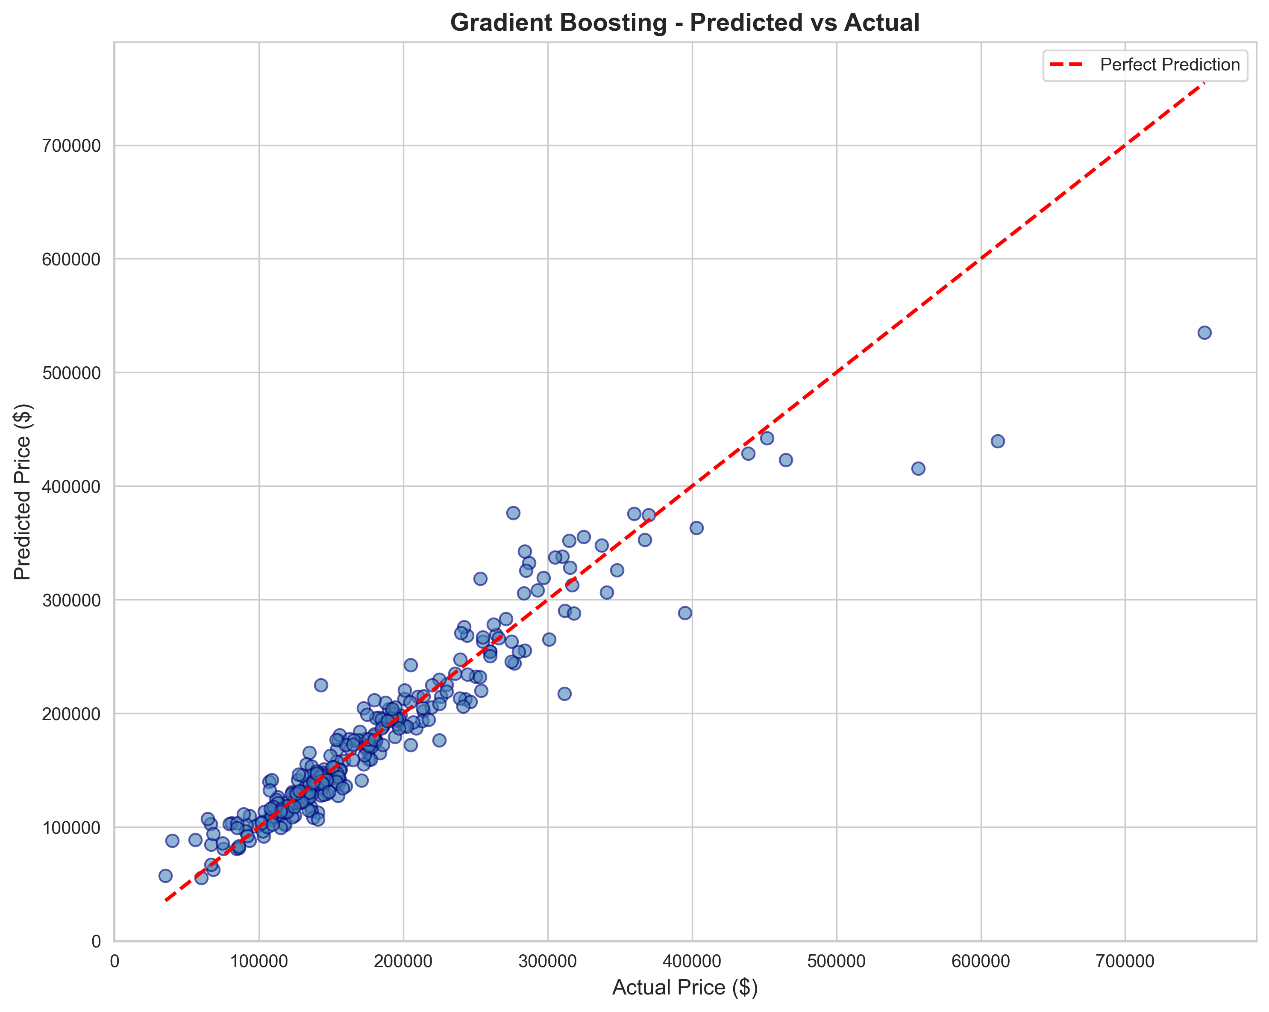 Gradient Boosting - Predicted vs Actual
Perfect Prediction
Predicted Price ($)
700000
600000
500000
400000
300000
200000
100000
0
0 100000 200000 300000 400000 500000 600000 700000
Actual Price ($)